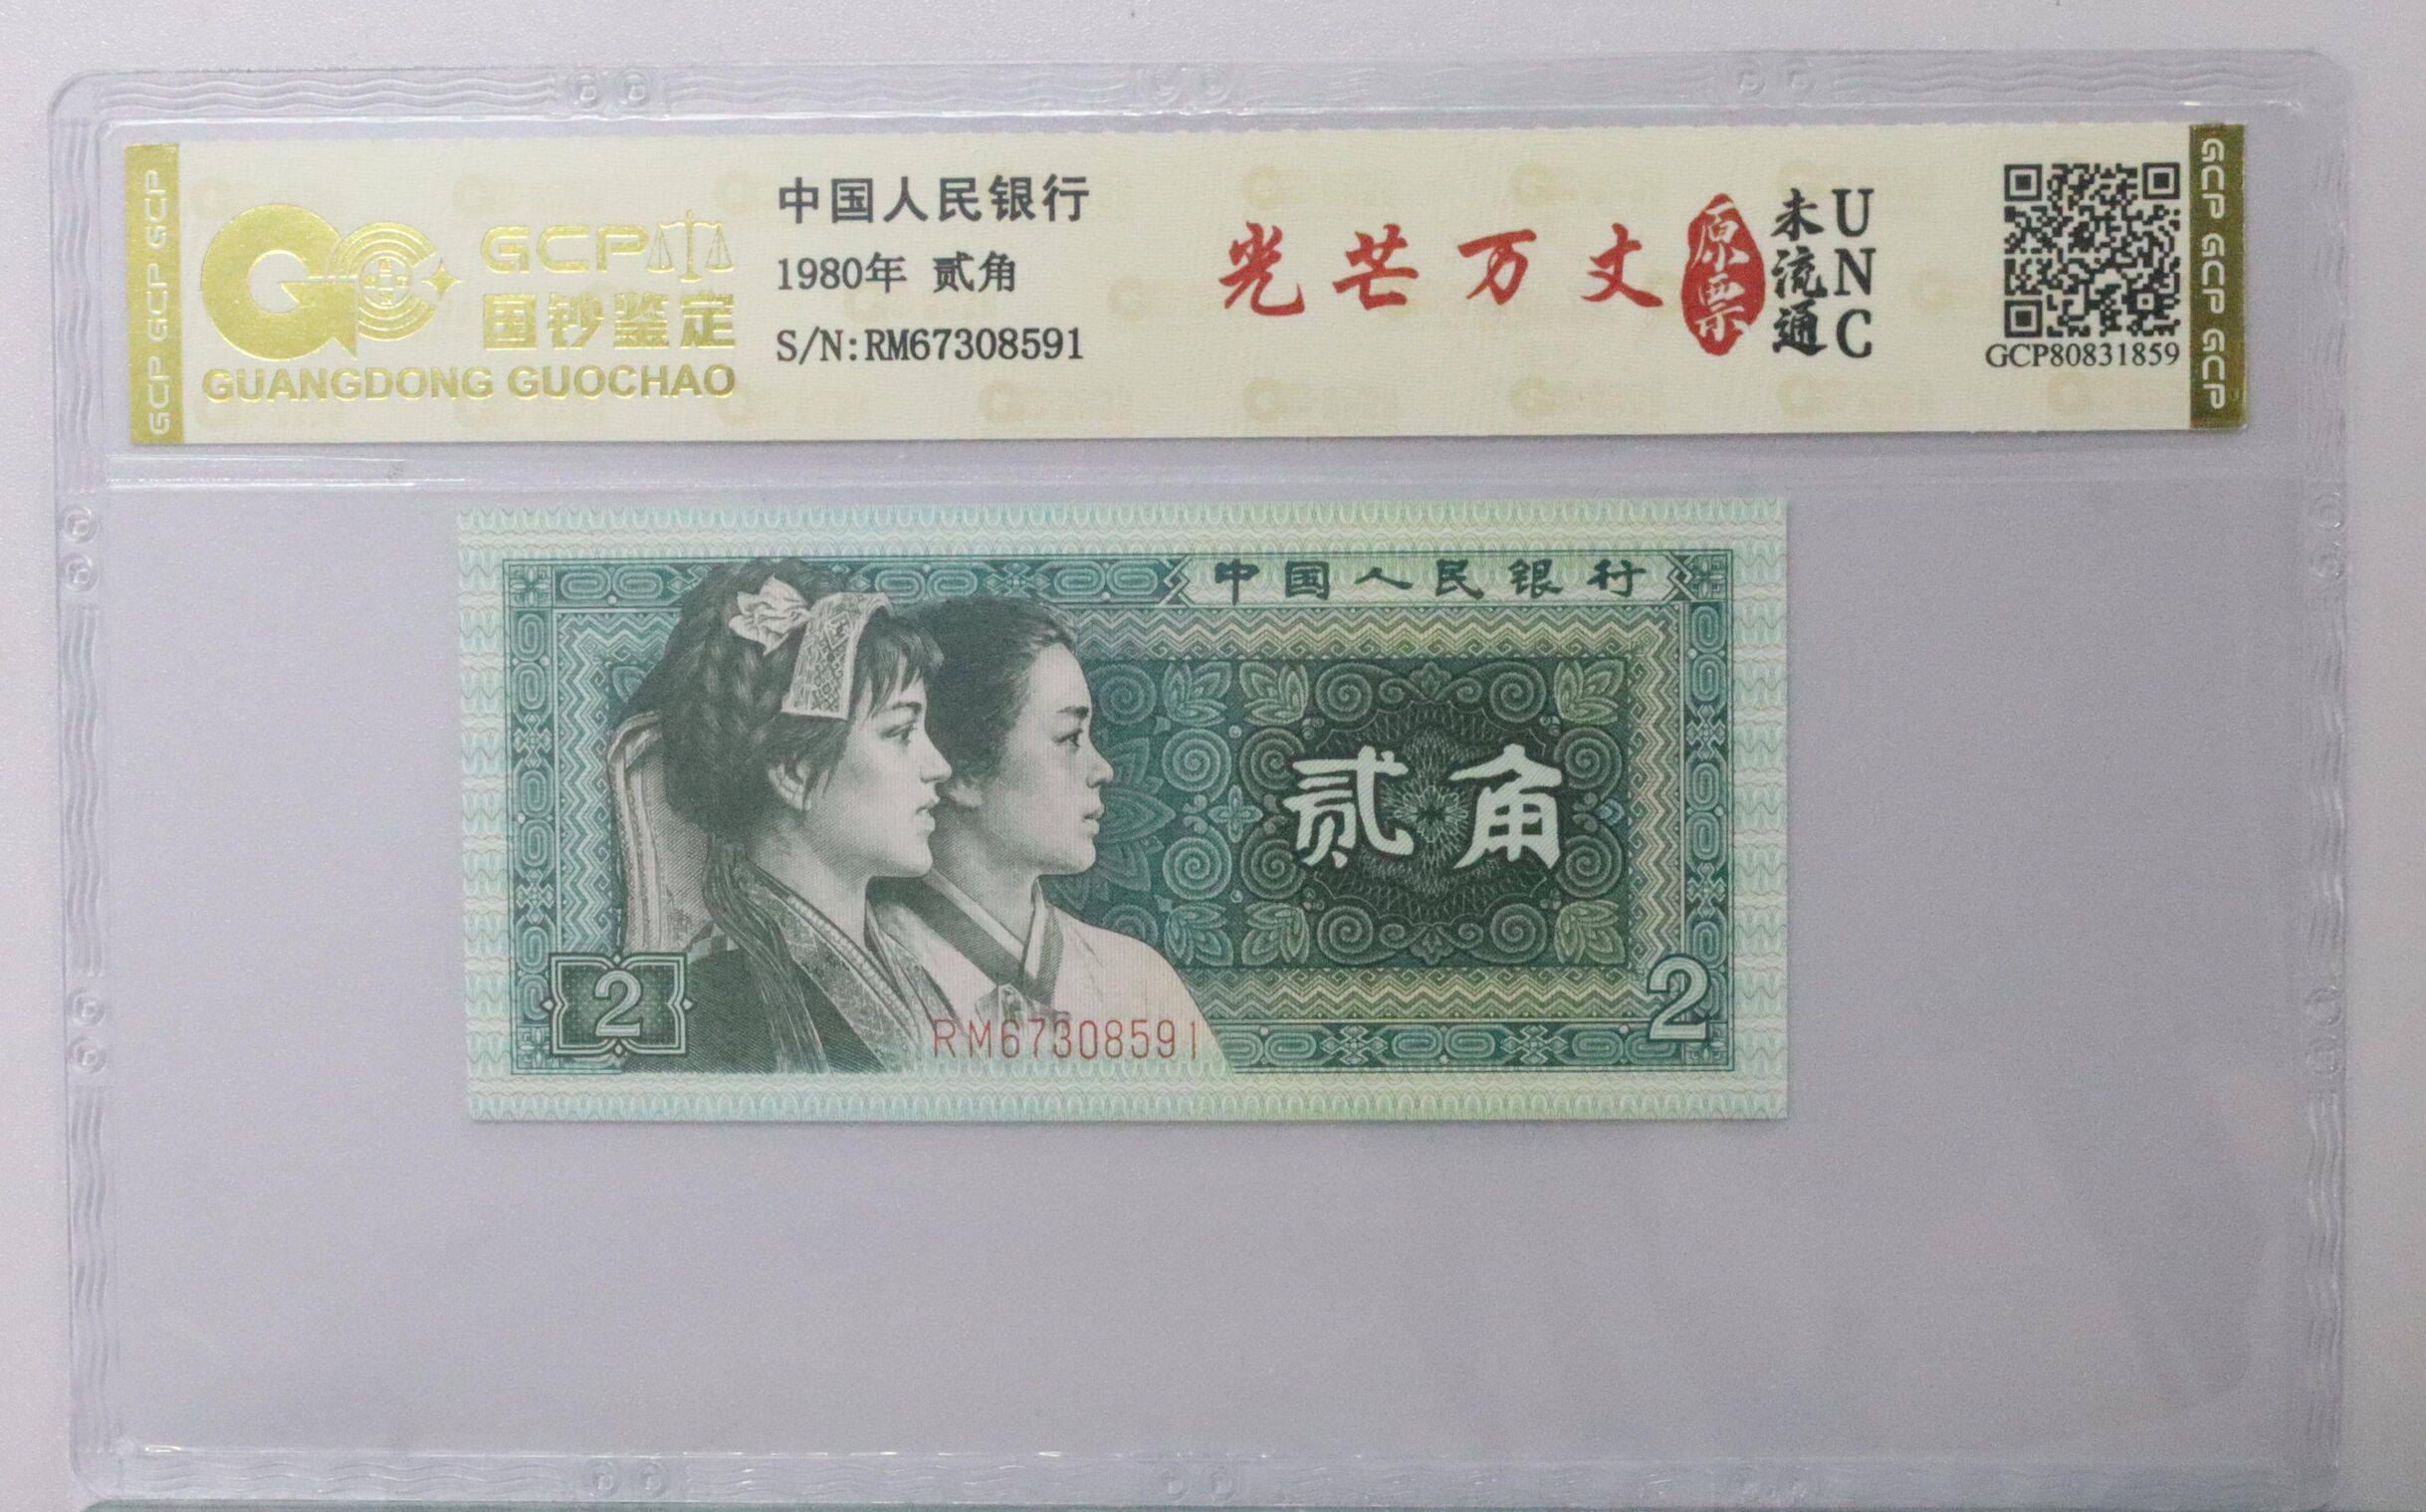 GCP GCP GCP
GCP
国钞鉴定
GUANGDONG GUOCHAO
中国人民银行
1980年 贰角
S/N:RM67308591
光芒万丈
原票
未流通
UNC
GCP80831859
GCP GCP GCP
中国人民银行
贰角
2
2
RM67308591